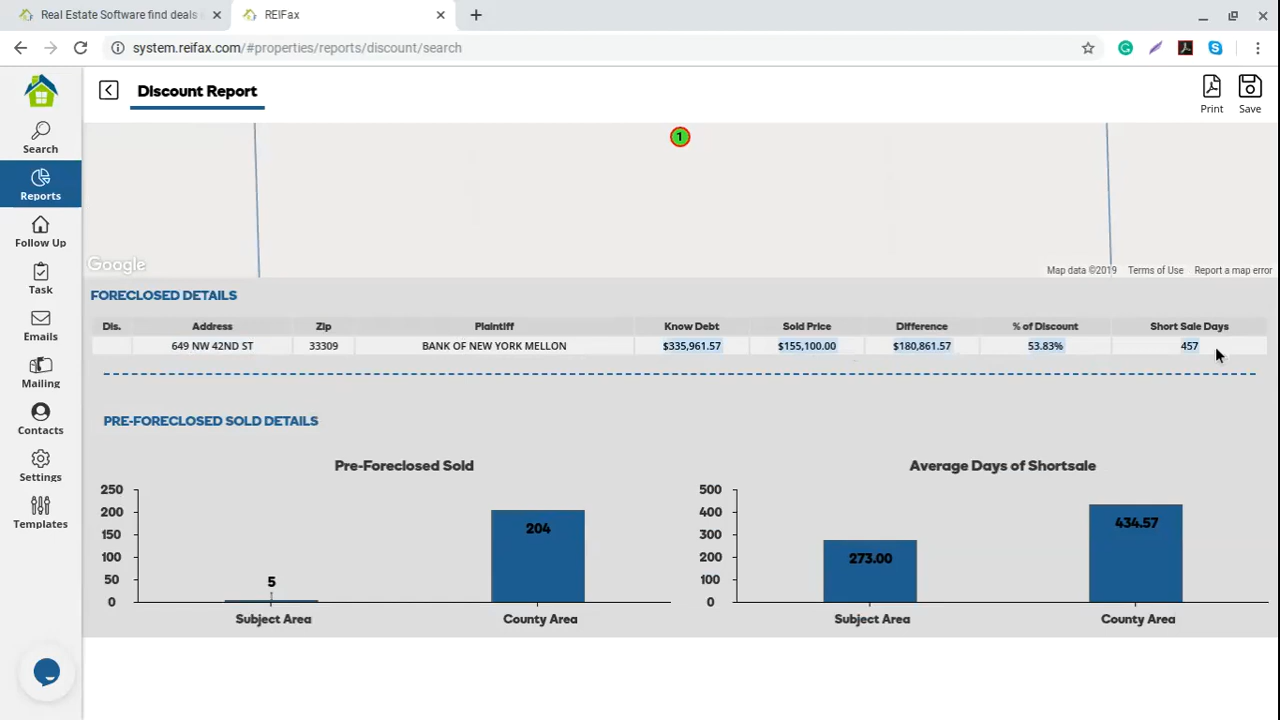 Real Estate Software find deals
REIFax
system.reifax.com/#properties/reports/discount/search
Discount Report
Print
Save
Search
Reports
Follow Up
Task
Emails
Mailing
Contacts
Settings
Templates
1
Google
Map data ©2019 Terms of Use Report a map error
FORECLOSED DETAILS
Dis. Address Zip Plaintiff Know Debt Sold Price Difference % of Discount Short Sale Days
649 NW 42ND ST 33309 BANK OF NEW YORK MELLON $335,961.57 $155,100.00 $180,861.57 53.83% 457
PRE-FORECLOSED SOLD DETAILS
Pre-Foreclosed Sold
250
200
150
100
50
0
5
204
Subject Area County Area
Average Days of Shortsale
500
400
300
200
100
0
273.00
434.57
Subject Area County Area